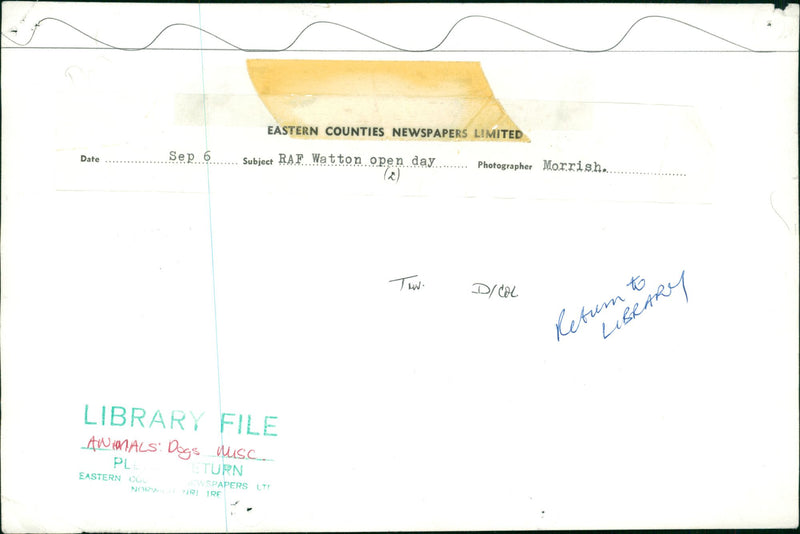 EASTERN COUNTIES NEWSPAPERS LIMITED
Date Sep 6 Subject RAF Watton open day Photographer Morrish.
(2)
D/COL
Return to
LIBRARY
LIBRARY FILE
ANIMALS: Dogs MISC.
PLEASE RETURN
EASTERN COUNTIES NEWSPAPERS LTD